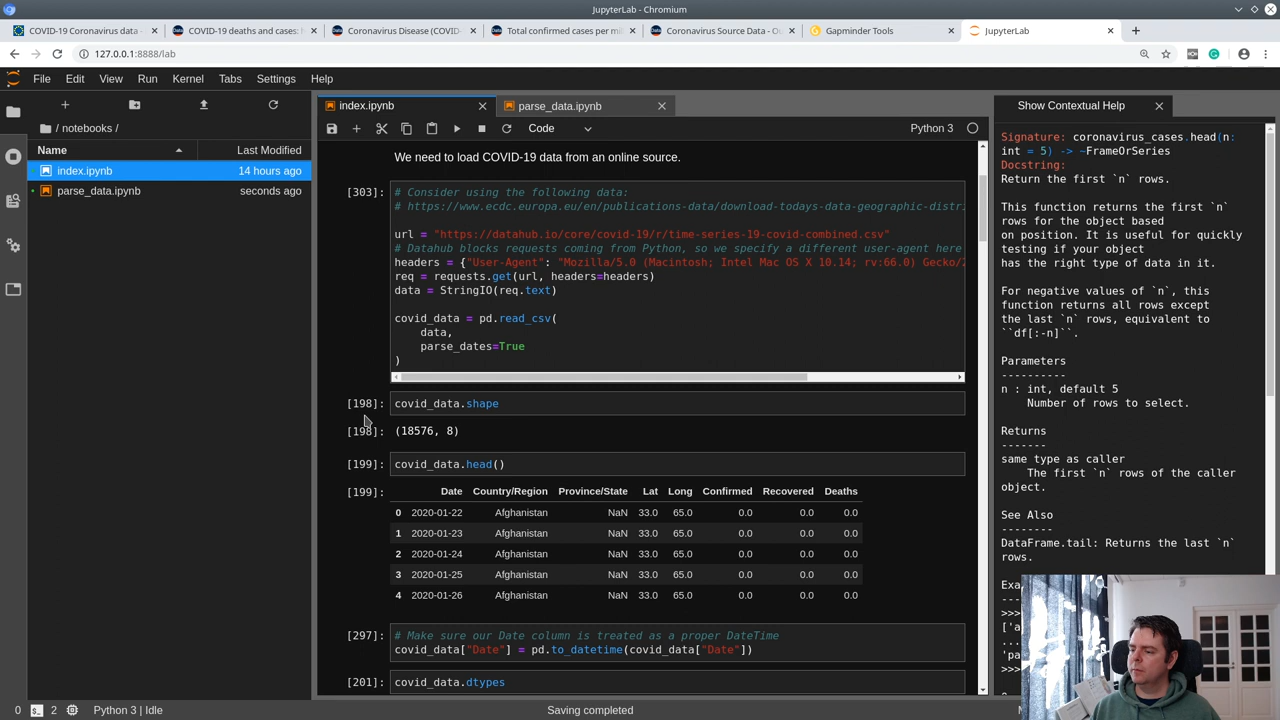 JupyterLab - Chromium
COVID-19 Coronavirus data -
COVID-19 deaths and cases: h
Coronavirus Disease (COVID-
Total confirmed cases per mi
Coronavirus Source Data - Ou
Gapminder Tools
JupyterLab
127.0.0.1:8888/lab
File Edit View Run Kernel Tabs Settings Help
/ notebooks /
Name Last Modified
index.ipynb 14 hours ago
parse_data.ipynb seconds ago
index.ipynb
parse_data.ipynb
Code
Python 3
We need to load COVID-19 data from an online source.
[303]:
# Consider using the following data:
# https://www.ecdc.europa.eu/en/publications-data/download-todays-data-geographic-distri
url = "https://datahub.io/core/covid-19/r/time-series-19-covid-combined.csv"
# Datahub blocks requests coming from Python, so we specify a different user-agent here
headers = {"User-Agent": "Mozilla/5.0 (Macintosh; Intel Mac OS X 10.14; rv:66.0) Gecko/2
req = requests.get(url, headers=headers)
data = StringIO(req.text)
covid_data = pd.read_csv(
data,
parse_dates=True
)
[198]: covid_data.shape
[198]: (18576, 8)
[199]: covid_data.head()
[199]: Date Country/Region Province/State Lat Long Confirmed Recovered Deaths
0 2020-01-22 Afghanistan NaN 33.0 65.0 0.0 0.0 0.0
1 2020-01-23 Afghanistan NaN 33.0 65.0 0.0 0.0 0.0
2 2020-01-24 Afghanistan NaN 33.0 65.0 0.0 0.0 0.0
3 2020-01-25 Afghanistan NaN 33.0 65.0 0.0 0.0 0.0
4 2020-01-26 Afghanistan NaN 33.0 65.0 0.0 0.0 0.0
[297]: # Make sure our Date column is treated as a proper DateTime
covid_data["Date"] = pd.to_datetime(covid_data["Date"])
[201]: covid_data.dtypes
Show Contextual Help
Signature: coronavirus_cases.head(n:
int = 5) -> ~FrameOrSeries
Docstring:
Return the first `n` rows.
This function returns the first `n`
rows for the object based
on position. It is useful for quickly
testing if your object
has the right type of data in it.
For negative values of `n`, this
function returns all rows except
the last `n` rows, equivalent to
``df[:-n]``.
Parameters
----------
n : int, default 5
Number of rows to select.
Returns
-------
same type as caller
The first `n` rows of the caller
object.
See Also
--------
DataFrame.tail: Returns the last `n`
rows.
Exa
---
>>>
['a
...
'pa
>>>
0 2 Python 3 | Idle
Saving completed